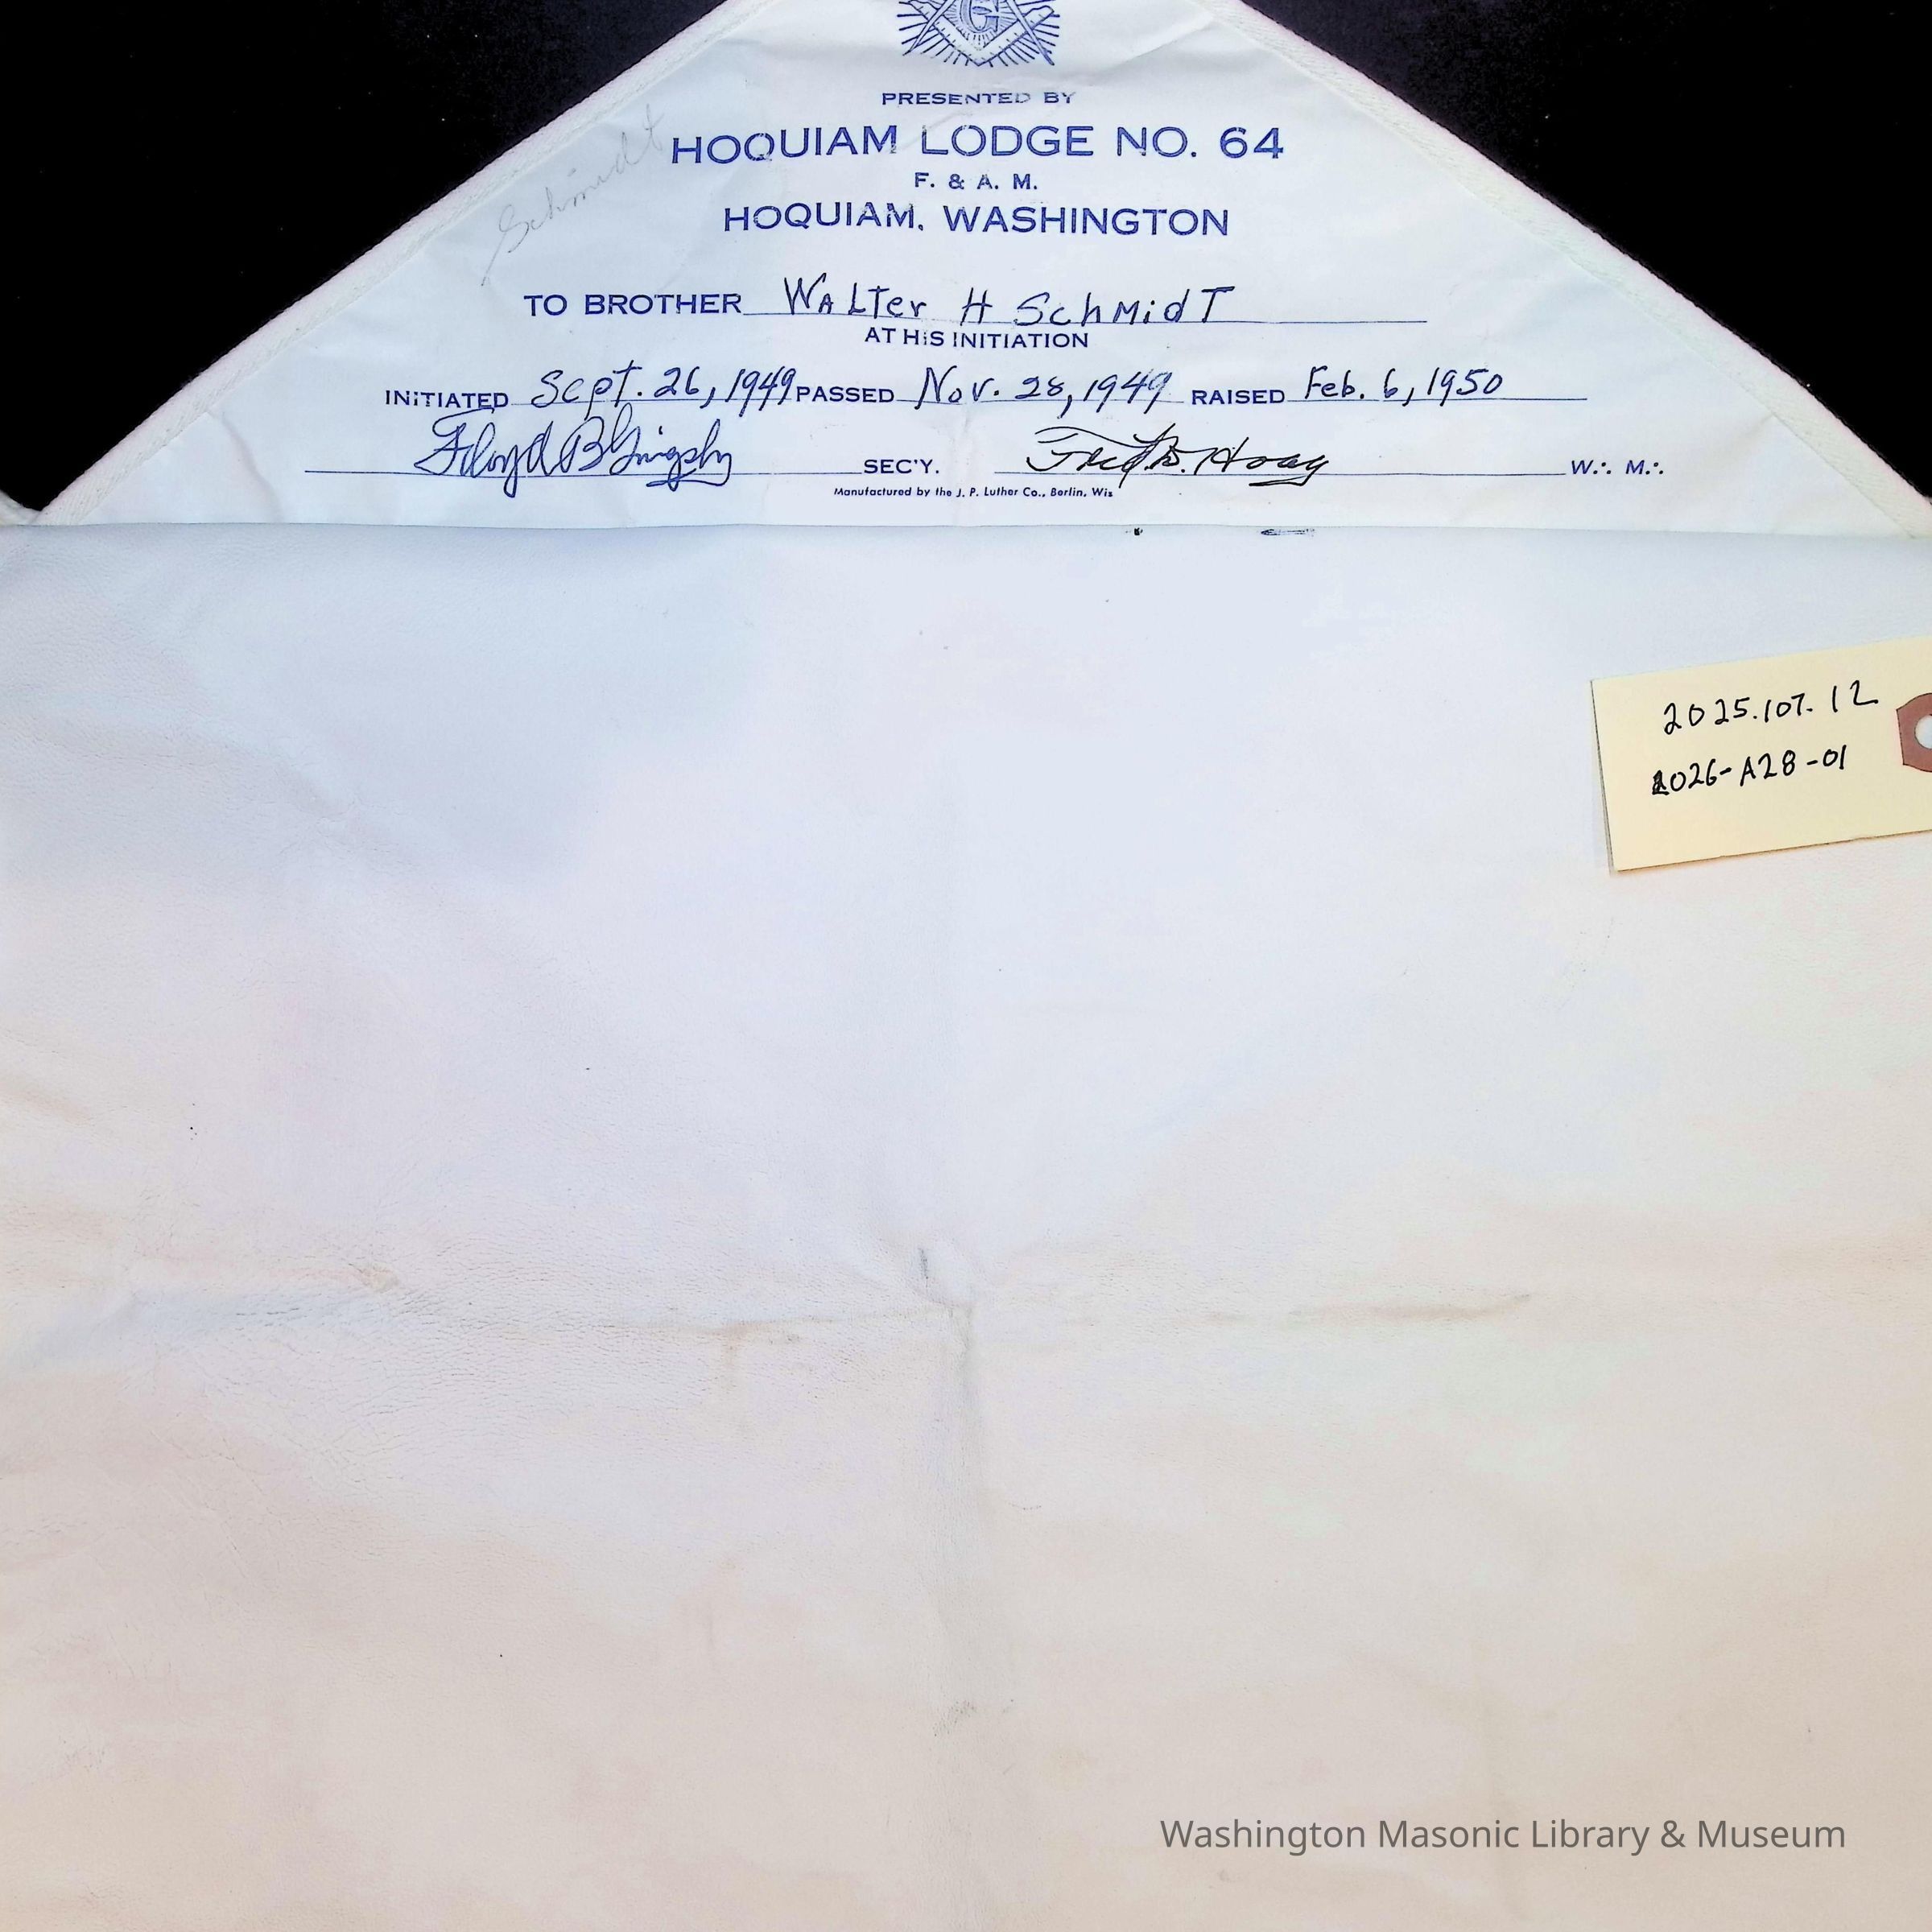 G
PRESENTED BY
HOQUIAM LODGE NO. 64
F. & A. M.
HOQUIAM, WASHINGTON
Schmidt
TO BROTHER Walter H Schmidt
AT HIS INITIATION
INITIATED Sept. 26, 1949 PASSED Nov. 28, 1949 RAISED Feb. 6, 1950
Floyd B SEC'Y. Fred Hoag W∴ M∴
Manufactured by the J. P. Luther Co., Berlin, Wis
2025.107.12
2026-A28-01
Washington Masonic Library & Museum